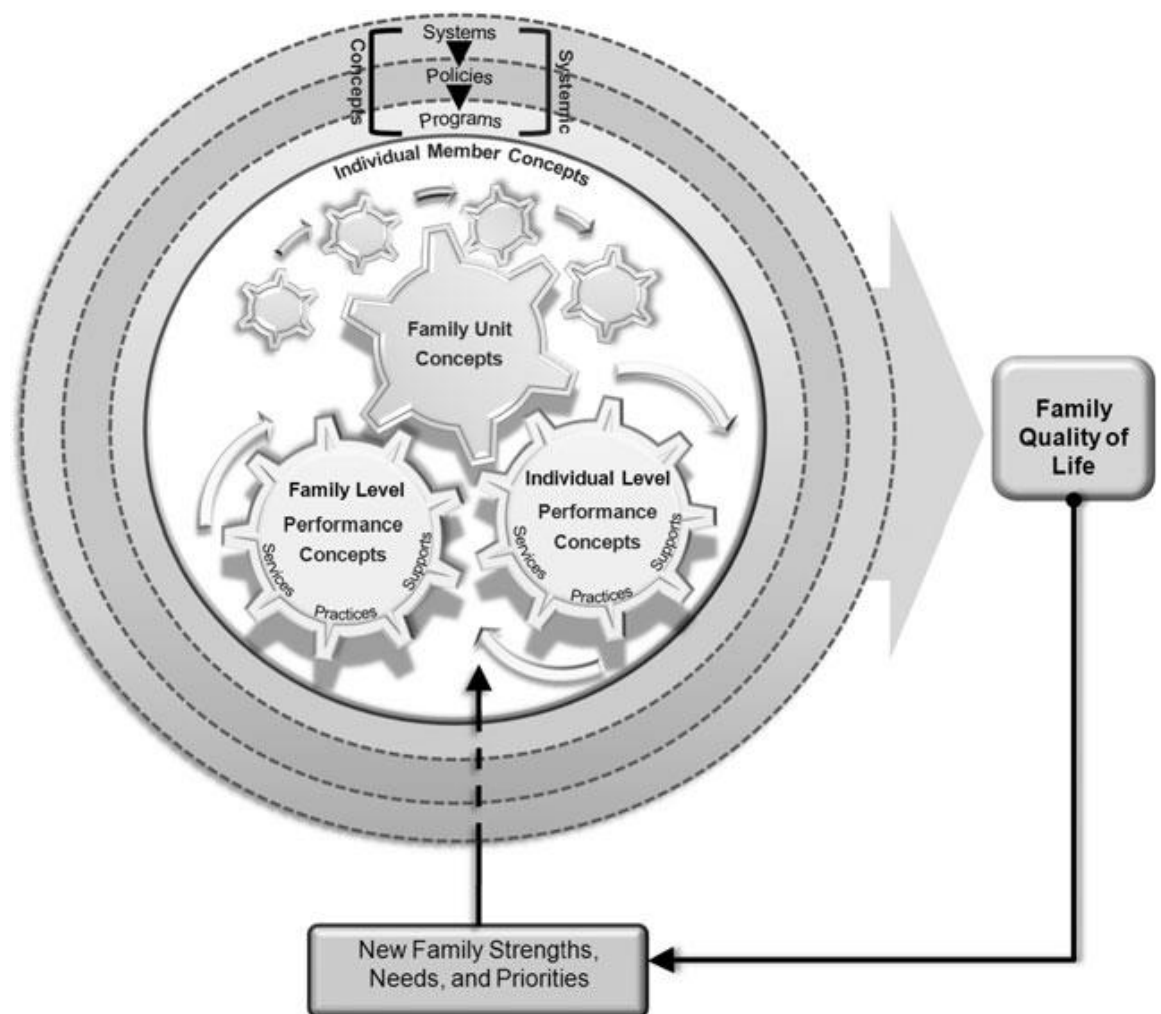 Systems
Policies
Programs
Concepts
Systemic
Individual Member Concepts
Family Unit
Concepts
Family Level
Performance
Concepts
Services
Practices
Supports
Individual Level
Performance
Concepts
Services
Practices
Supports
Family
Quality of
Life
New Family Strengths,
Needs, and Priorities